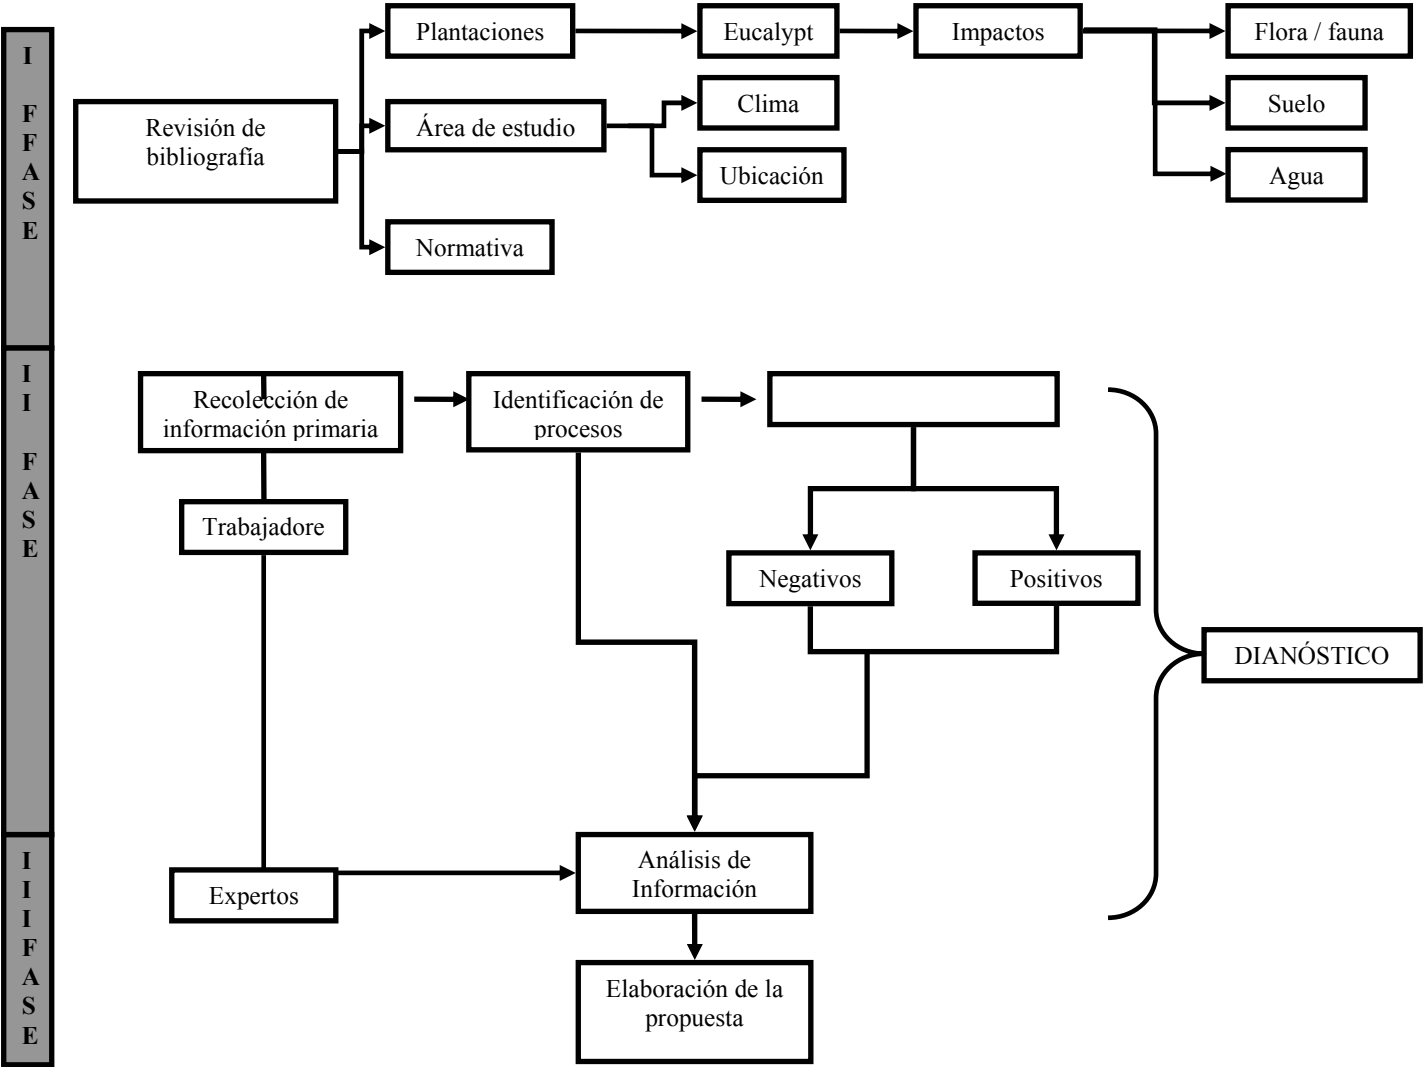 I
F
F
A
S
E
Revisión de
bibliografía
Plantaciones
Eucalypt
Impactos
Flora / fauna
Área de estudio
Clima
Suelo
Ubicación
Agua
Normativa
I
I
F
A
S
E
Recolección de
información primaria
Identificación de
procesos
Trabajadore
Negativos
Positivos
DIANÓSTICO
I
I
I
F
A
S
E
Expertos
Análisis de
Información
Elaboración de la
propuesta